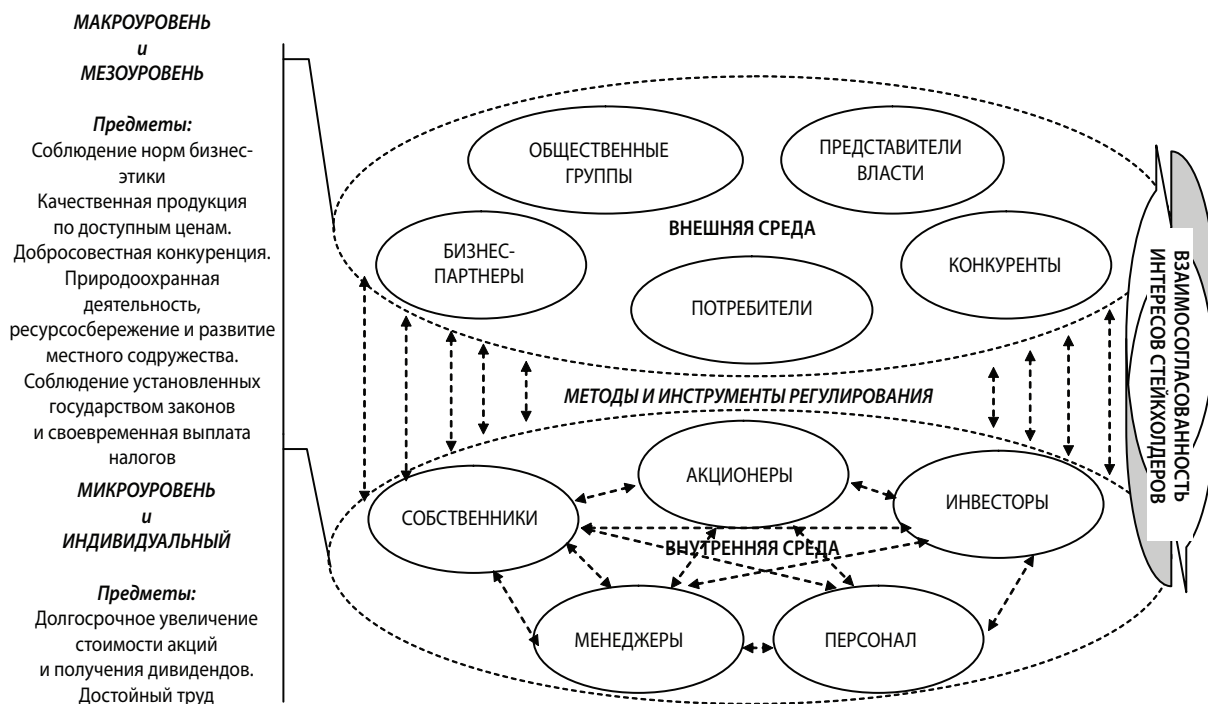 МАКРОУРОВЕНЬ
и
МЕЗОУРОВЕНЬ
Предметы:
Соблюдение норм бизнес-
этики
Качественная продукция
по доступным ценам.
Добросовестная конкуренция.
Природоохранная
деятельность,
ресурсосбережение и развитие
местного содружества.
Соблюдение установленных
государством законов
и своевременная выплата
налогов
МИКРОУРОВЕНЬ
и
ИНДИВИДУАЛЬНЫЙ
Предметы:
Долгосрочное увеличение
стоимости акций
и получения дивидендов.
Достойный труд
ОБЩЕСТВЕННЫЕ
ГРУППЫ
ПРЕДСТАВИТЕЛИ
ВЛАСТИ
ВНЕШНЯЯ СРЕДА
БИЗНЕС-
ПАРТНЕРЫ
КОНКУРЕНТЫ
ПОТРЕБИТЕЛИ
МЕТОДЫ И ИНСТРУМЕНТЫ РЕГУЛИРОВАНИЯ
АКЦИОНЕРЫ
СОБСТВЕННИКИ
ИНВЕСТОРЫ
ВНУТРЕННЯЯ СРЕДА
МЕНЕДЖЕРЫ
ПЕРСОНАЛ
ВЗАИМОСОГЛАСОВАННОСТЬ
ИНТЕРЕСОВ СТЕЙКХОЛДЕРОВ